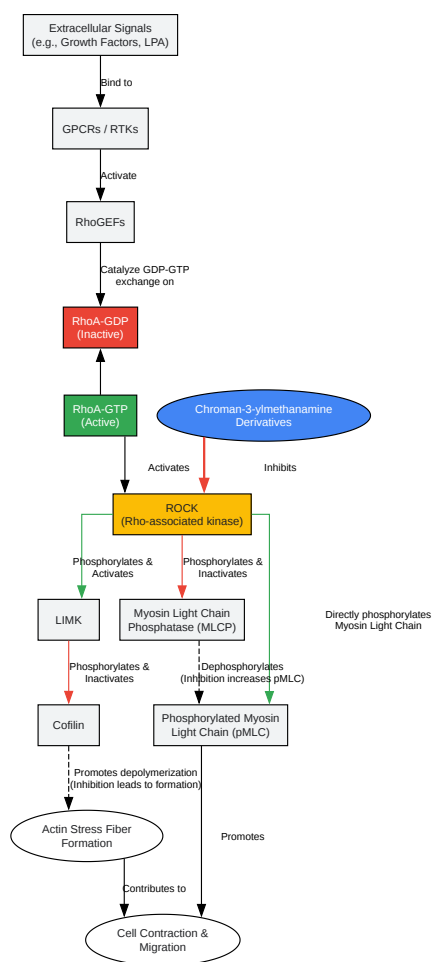 Extracellular Signals
(e.g., Growth Factors, LPA)
Bind to
GPCRs / RTKs
Activate
RhoGEFs
Catalyze GDP-GTP
exchange on
RhoA-GDP
(Inactive)
RhoA-GTP
(Active)
Chroman-3-ylmethanamine
Derivatives
Activates
Inhibits
ROCK
(Rho-associated kinase)
Phosphorylates &
Activates
Phosphorylates &
Inactivates
Directly phosphorylates
Myosin Light Chain
LIMK
Myosin Light Chain
Phosphatase (MLCP)
Phosphorylates &
Inactivates
Dephosphorylates
(Inhibition increases pMLC)
Cofilin
Phosphorylated Myosin
Light Chain (pMLC)
Promotes depolymerization
(Inhibition leads to formation)
Actin Stress Fiber
Formation
Promotes
Contributes to
Cell Contraction &
Migration